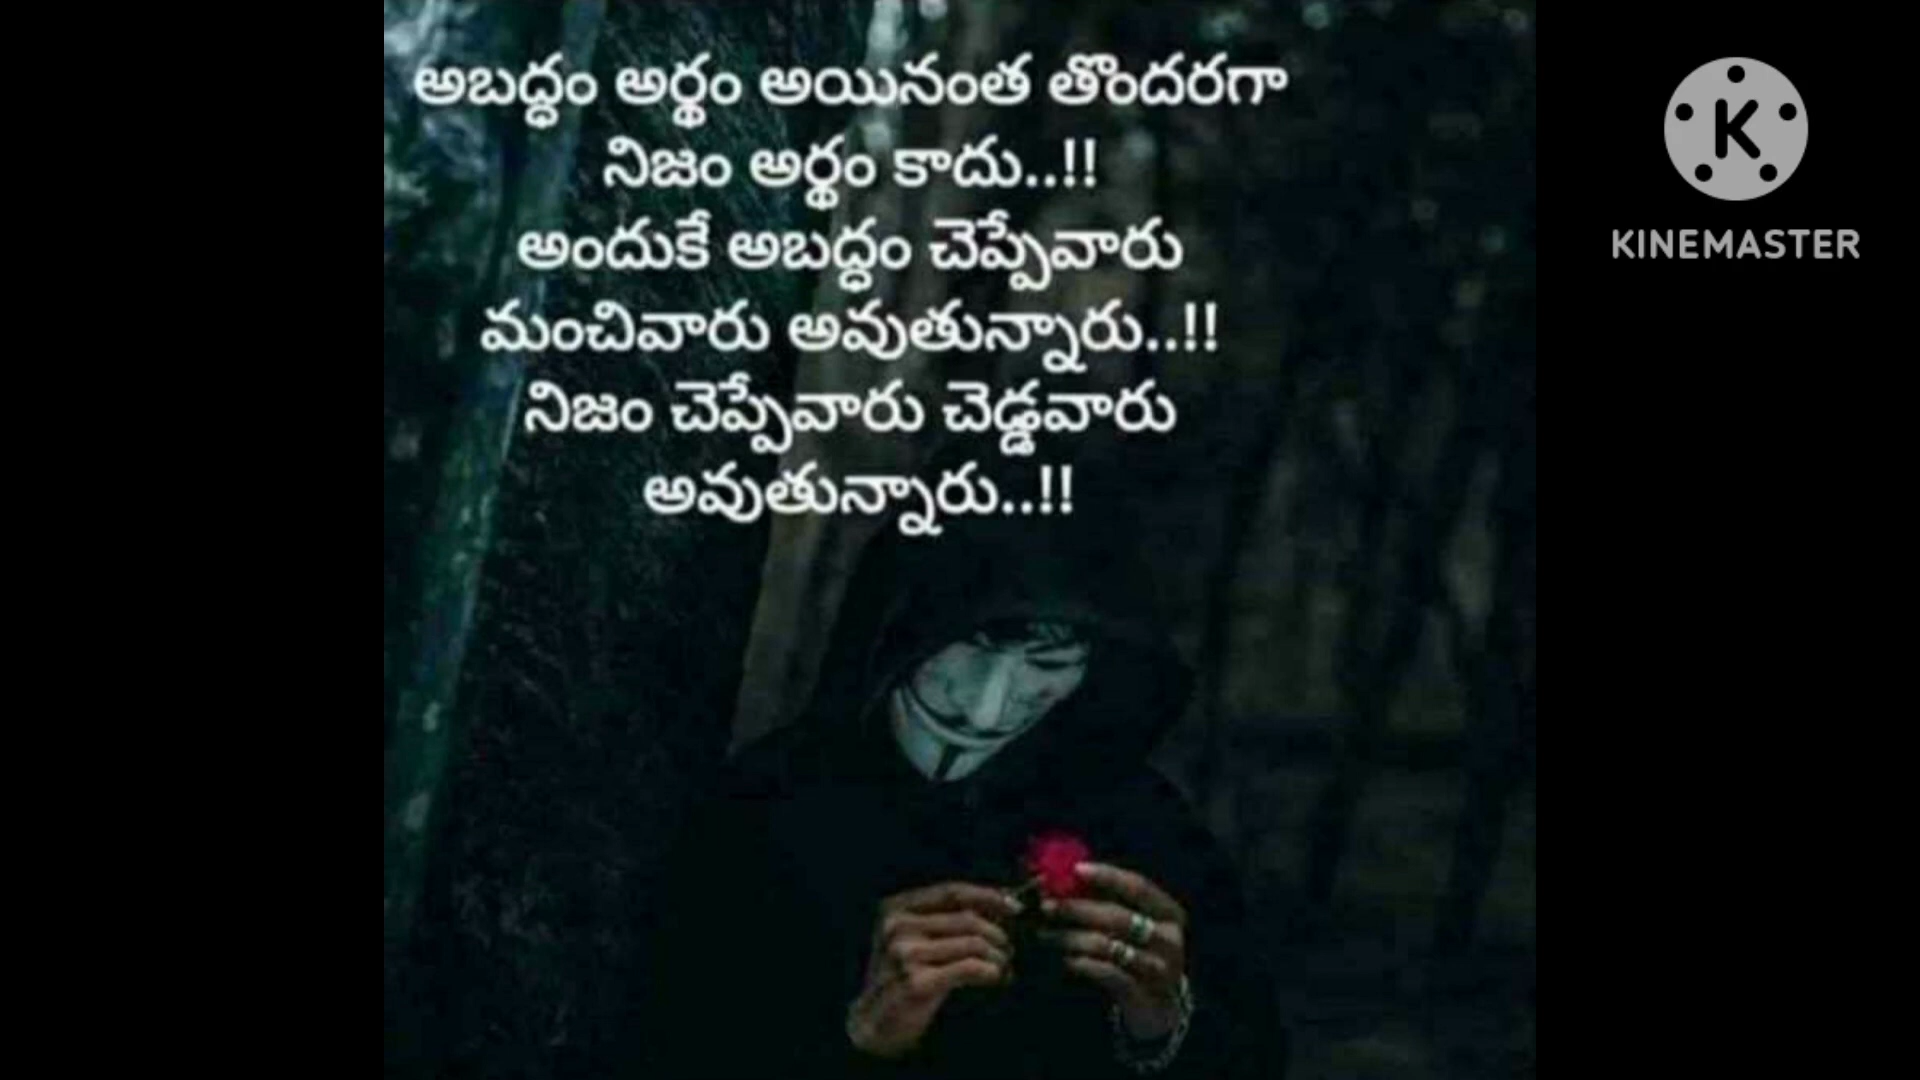 అబద్ధం అర్థం అయినంత తొందరగా
నిజం అర్థం కాదు..!!
అందుకే అబద్ధం చెప్పేవారు
మంచివారు అవుతున్నారు..!!
నిజం చెప్పేవారు చెడ్డవారు
అవుతున్నారు..!!
K
KINEMASTER